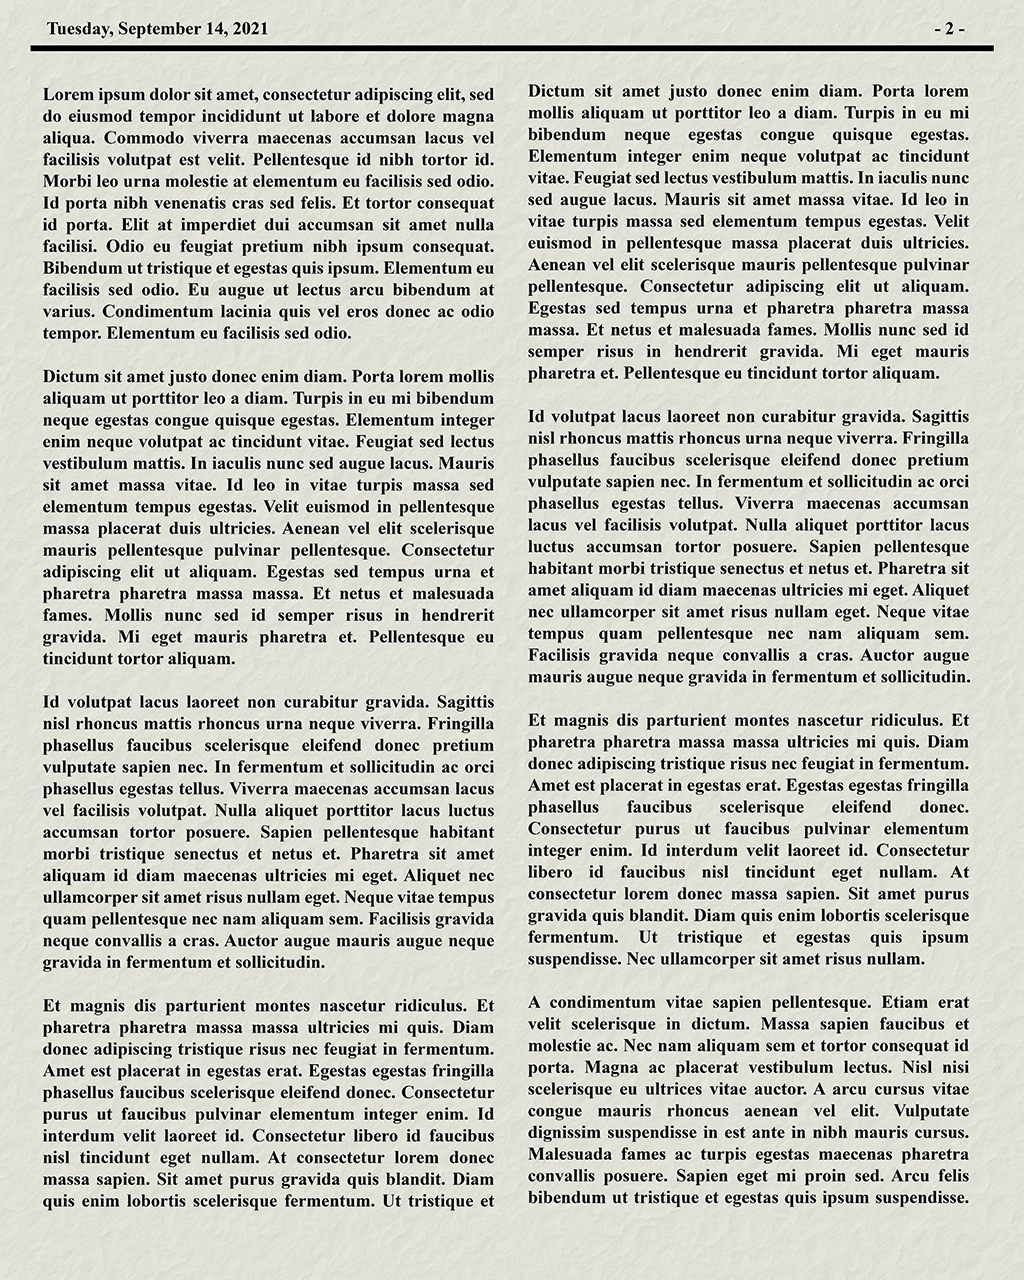 Tuesday, September 14, 2021
- 2 -
Lorem ipsum dolor sit amet, consectetur adipiscing elit, sed
do eiusmod tempor incididunt ut labore et dolore magna
aliqua. Commodo viverra maecenas accumsan lacus vel
facilisis volutpat est velit. Pellentesque id nibh tortor id.
Morbi leo urna molestie at elementum eu facilisis sed odio.
Id porta nibh venenatis cras sed felis. Et tortor consequat
id porta. Elit at imperdiet dui accumsan sit amet nulla
facilisi. Odio eu feugiat pretium nibh ipsum consequat.
Bibendum ut tristique et egestas quis ipsum. Elementum eu
facilisis sed odio. Eu augue ut lectus arcu bibendum at
varius. Condimentum lacinia quis vel eros donec ac odio
tempor. Elementum eu facilisis sed odio.
Dictum sit amet justo donec enim diam. Porta lorem mollis
aliquam ut porttitor leo a diam. Turpis in eu mi bibendum
neque egestas congue quisque egestas. Elementum integer
enim neque volutpat ac tincidunt vitae. Feugiat sed lectus
vestibulum mattis. In iaculis nunc sed augue lacus. Mauris
sit amet massa vitae. Id leo in vitae turpis massa sed
elementum tempus egestas. Velit euismod in pellentesque
massa placerat duis ultricies. Aenean vel elit scelerisque
mauris pellentesque pulvinar pellentesque. Consectetur
adipiscing elit ut aliquam. Egestas sed tempus urna et
pharetra pharetra massa massa. Et netus et malesuada
fames. Mollis nunc sed id semper risus in hendrerit
gravida. Mi eget mauris pharetra et. Pellentesque eu
tincidunt tortor aliquam.
Id volutpat lacus laoreet non curabitur gravida. Sagittis
nisl rhoncus mattis rhoncus urna neque viverra. Fringilla
phasellus faucibus scelerisque eleifend donec pretium
vulputate sapien nec. In fermentum et sollicitudin ac orci
phasellus egestas tellus. Viverra maecenas accumsan lacus
vel facilisis volutpat. Nulla aliquet porttitor lacus luctus
accumsan tortor posuere. Sapien pellentesque habitant
morbi tristique senectus et netus et. Pharetra sit amet
aliquam id diam maecenas ultricies mi eget. Aliquet nec
ullamcorper sit amet risus nullam eget. Neque vitae tempus
quam pellentesque nec nam aliquam sem. Facilisis gravida
neque convallis a cras. Auctor augue mauris augue neque
gravida in fermentum et sollicitudin.
Et magnis dis parturient montes nascetur ridiculus. Et
pharetra pharetra massa massa ultricies mi quis. Diam
donec adipiscing tristique risus nec feugiat in fermentum.
Amet est placerat in egestas erat. Egestas egestas fringilla
phasellus faucibus scelerisque eleifend donec. Consectetur
purus ut faucibus pulvinar elementum integer enim. Id
interdum velit laoreet id. Consectetur libero id faucibus
nisl tincidunt eget nullam. At consectetur lorem donec
massa sapien. Sit amet purus gravida quis blandit. Diam
quis enim lobortis scelerisque fermentum. Ut tristique et
Dictum sit amet justo donec enim diam. Porta lorem
mollis aliquam ut porttitor leo a diam. Turpis in eu mi
bibendum neque egestas congue quisque egestas.
Elementum integer enim neque volutpat ac tincidunt
vitae. Feugiat sed lectus vestibulum mattis. In iaculis nunc
sed augue lacus. Mauris sit amet massa vitae. Id leo in
vitae turpis massa sed elementum tempus egestas. Velit
euismod in pellentesque massa placerat duis ultricies.
Aenean vel elit scelerisque mauris pellentesque pulvinar
pellentesque. Consectetur adipiscing elit ut aliquam.
Egestas sed tempus urna et pharetra pharetra massa
massa. Et netus et malesuada fames. Mollis nunc sed id
semper risus in hendrerit gravida. Mi eget mauris
pharetra et. Pellentesque eu tincidunt tortor aliquam.
Id volutpat lacus laoreet non curabitur gravida. Sagittis
nisl rhoncus mattis rhoncus urna neque viverra. Fringilla
phasellus faucibus scelerisque eleifend donec pretium
vulputate sapien nec. In fermentum et sollicitudin ac orci
phasellus egestas tellus. Viverra maecenas accumsan
lacus vel facilisis volutpat. Nulla aliquet porttitor lacus
luctus accumsan tortor posuere. Sapien pellentesque
habitant morbi tristique senectus et netus et. Pharetra sit
amet aliquam id diam maecenas ultricies mi eget. Aliquet
nec ullamcorper sit amet risus nullam eget. Neque vitae
tempus quam pellentesque nec nam aliquam sem.
Facilisis gravida neque convallis a cras. Auctor augue
mauris augue neque gravida in fermentum et sollicitudin.
Et magnis dis parturient montes nascetur ridiculus. Et
pharetra pharetra massa massa ultricies mi quis. Diam
donec adipiscing tristique risus nec feugiat in fermentum.
Amet est placerat in egestas erat. Egestas egestas fringilla
phasellus faucibus scelerisque eleifend donec.
Consectetur purus ut faucibus pulvinar elementum
integer enim. Id interdum velit laoreet id. Consectetur
libero id faucibus nisl tincidunt eget nullam. At
consectetur lorem donec massa sapien. Sit amet purus
gravida quis blandit. Diam quis enim lobortis scelerisque
fermentum. Ut tristique et egestas quis ipsum
suspendisse. Nec ullamcorper sit amet risus nullam.
A condimentum vitae sapien pellentesque. Etiam erat
velit scelerisque in dictum. Massa sapien faucibus et
molestie ac. Nec nam aliquam sem et tortor consequat id
porta. Magna ac placerat vestibulum lectus. Nisl nisi
scelerisque eu ultrices vitae auctor. A arcu cursus vitae
congue mauris rhoncus aenean vel elit. Vulputate
dignissim suspendisse in est ante in nibh mauris cursus.
Malesuada fames ac turpis egestas maecenas pharetra
convallis posuere. Sapien eget mi proin sed. Arcu felis
bibendum ut tristique et egestas quis ipsum suspendisse.